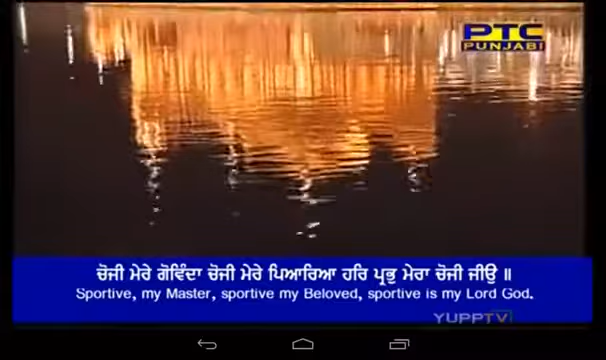 PTC
PUNJABI
ਚੋਜੀ ਮੇਰੇ ਗੋਵਿੰਦਾ ਚੋਜੀ ਮੇਰੇ ਪਿਆਰਿਆ ਹਰਿ ਪ੍ਰਭੁ ਮੇਰਾ ਚੋਜੀ ਜੀਉ ॥
Sportive, my Master, sportive my Beloved, sportive is my Lord God.
YUPPTV